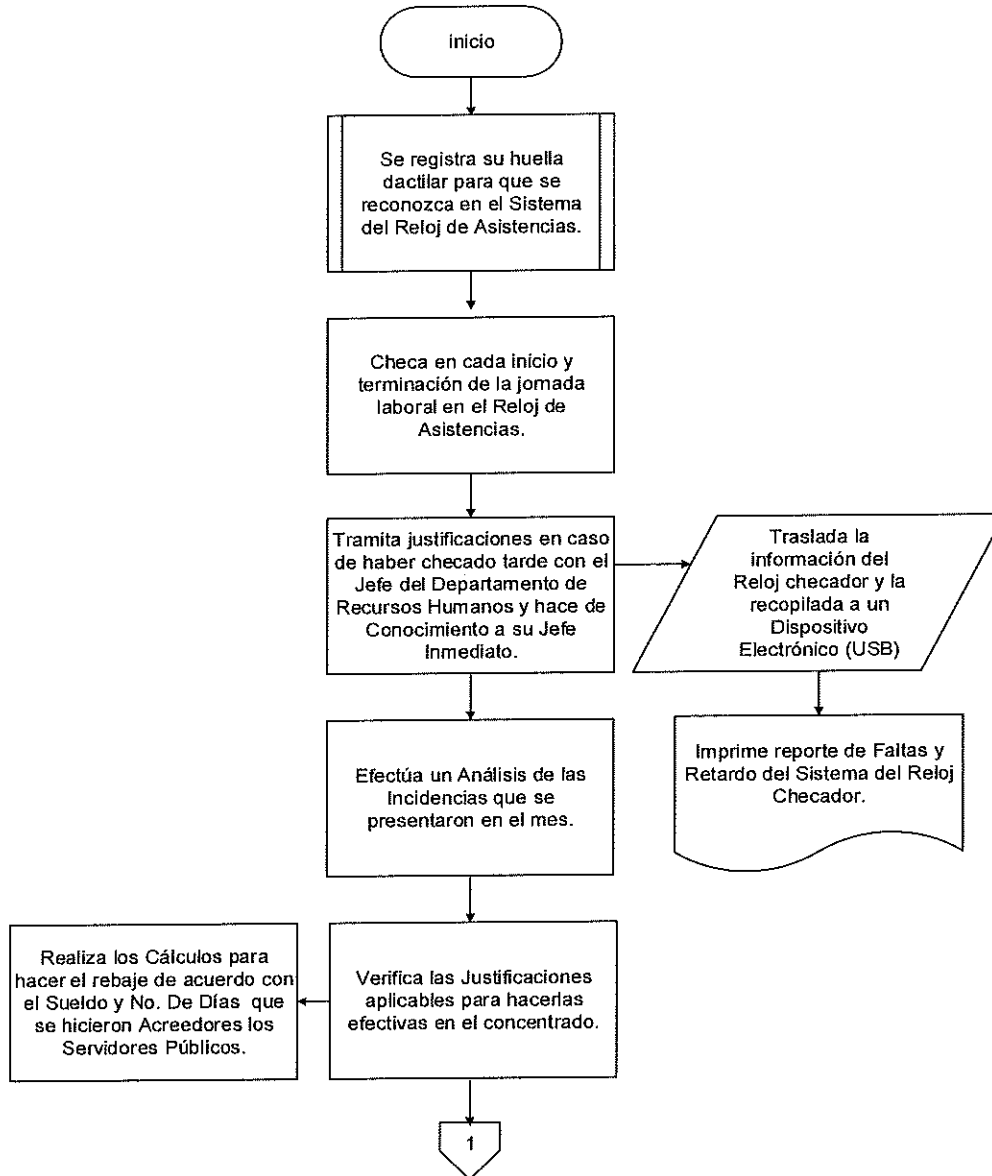 inicio
Se registra su huella
dactilar para que se
reconozca en el Sistema
del Reloj de Asistencias.
Checa en cada inicio y
terminación de la jornada
laboral en el Reloj de
Asistencias.
Tramita justificaciones en caso
de haber checado tarde con el
Jefe del Departamento de
Recursos Humanos y hace de
Conocimiento a su Jefe
Inmediato.
Traslada la
información del
Reloj checador y la
recopilada a un
Dispositivo
Electrónico (USB)
Imprime reporte de Faltas y
Retardo del Sistema del Reloj
Checador.
Efectúa un Análisis de las
Incidencias que se
presentaron en el mes.
Verifica las Justificaciones
aplicables para hacerlas
efectivas en el concentrado.
Realiza los Cálculos para
hacer el rebaje de acuerdo con
el Sueldo y No. De Días que
se hicieron Acreedores los
Servidores Públicos.
1